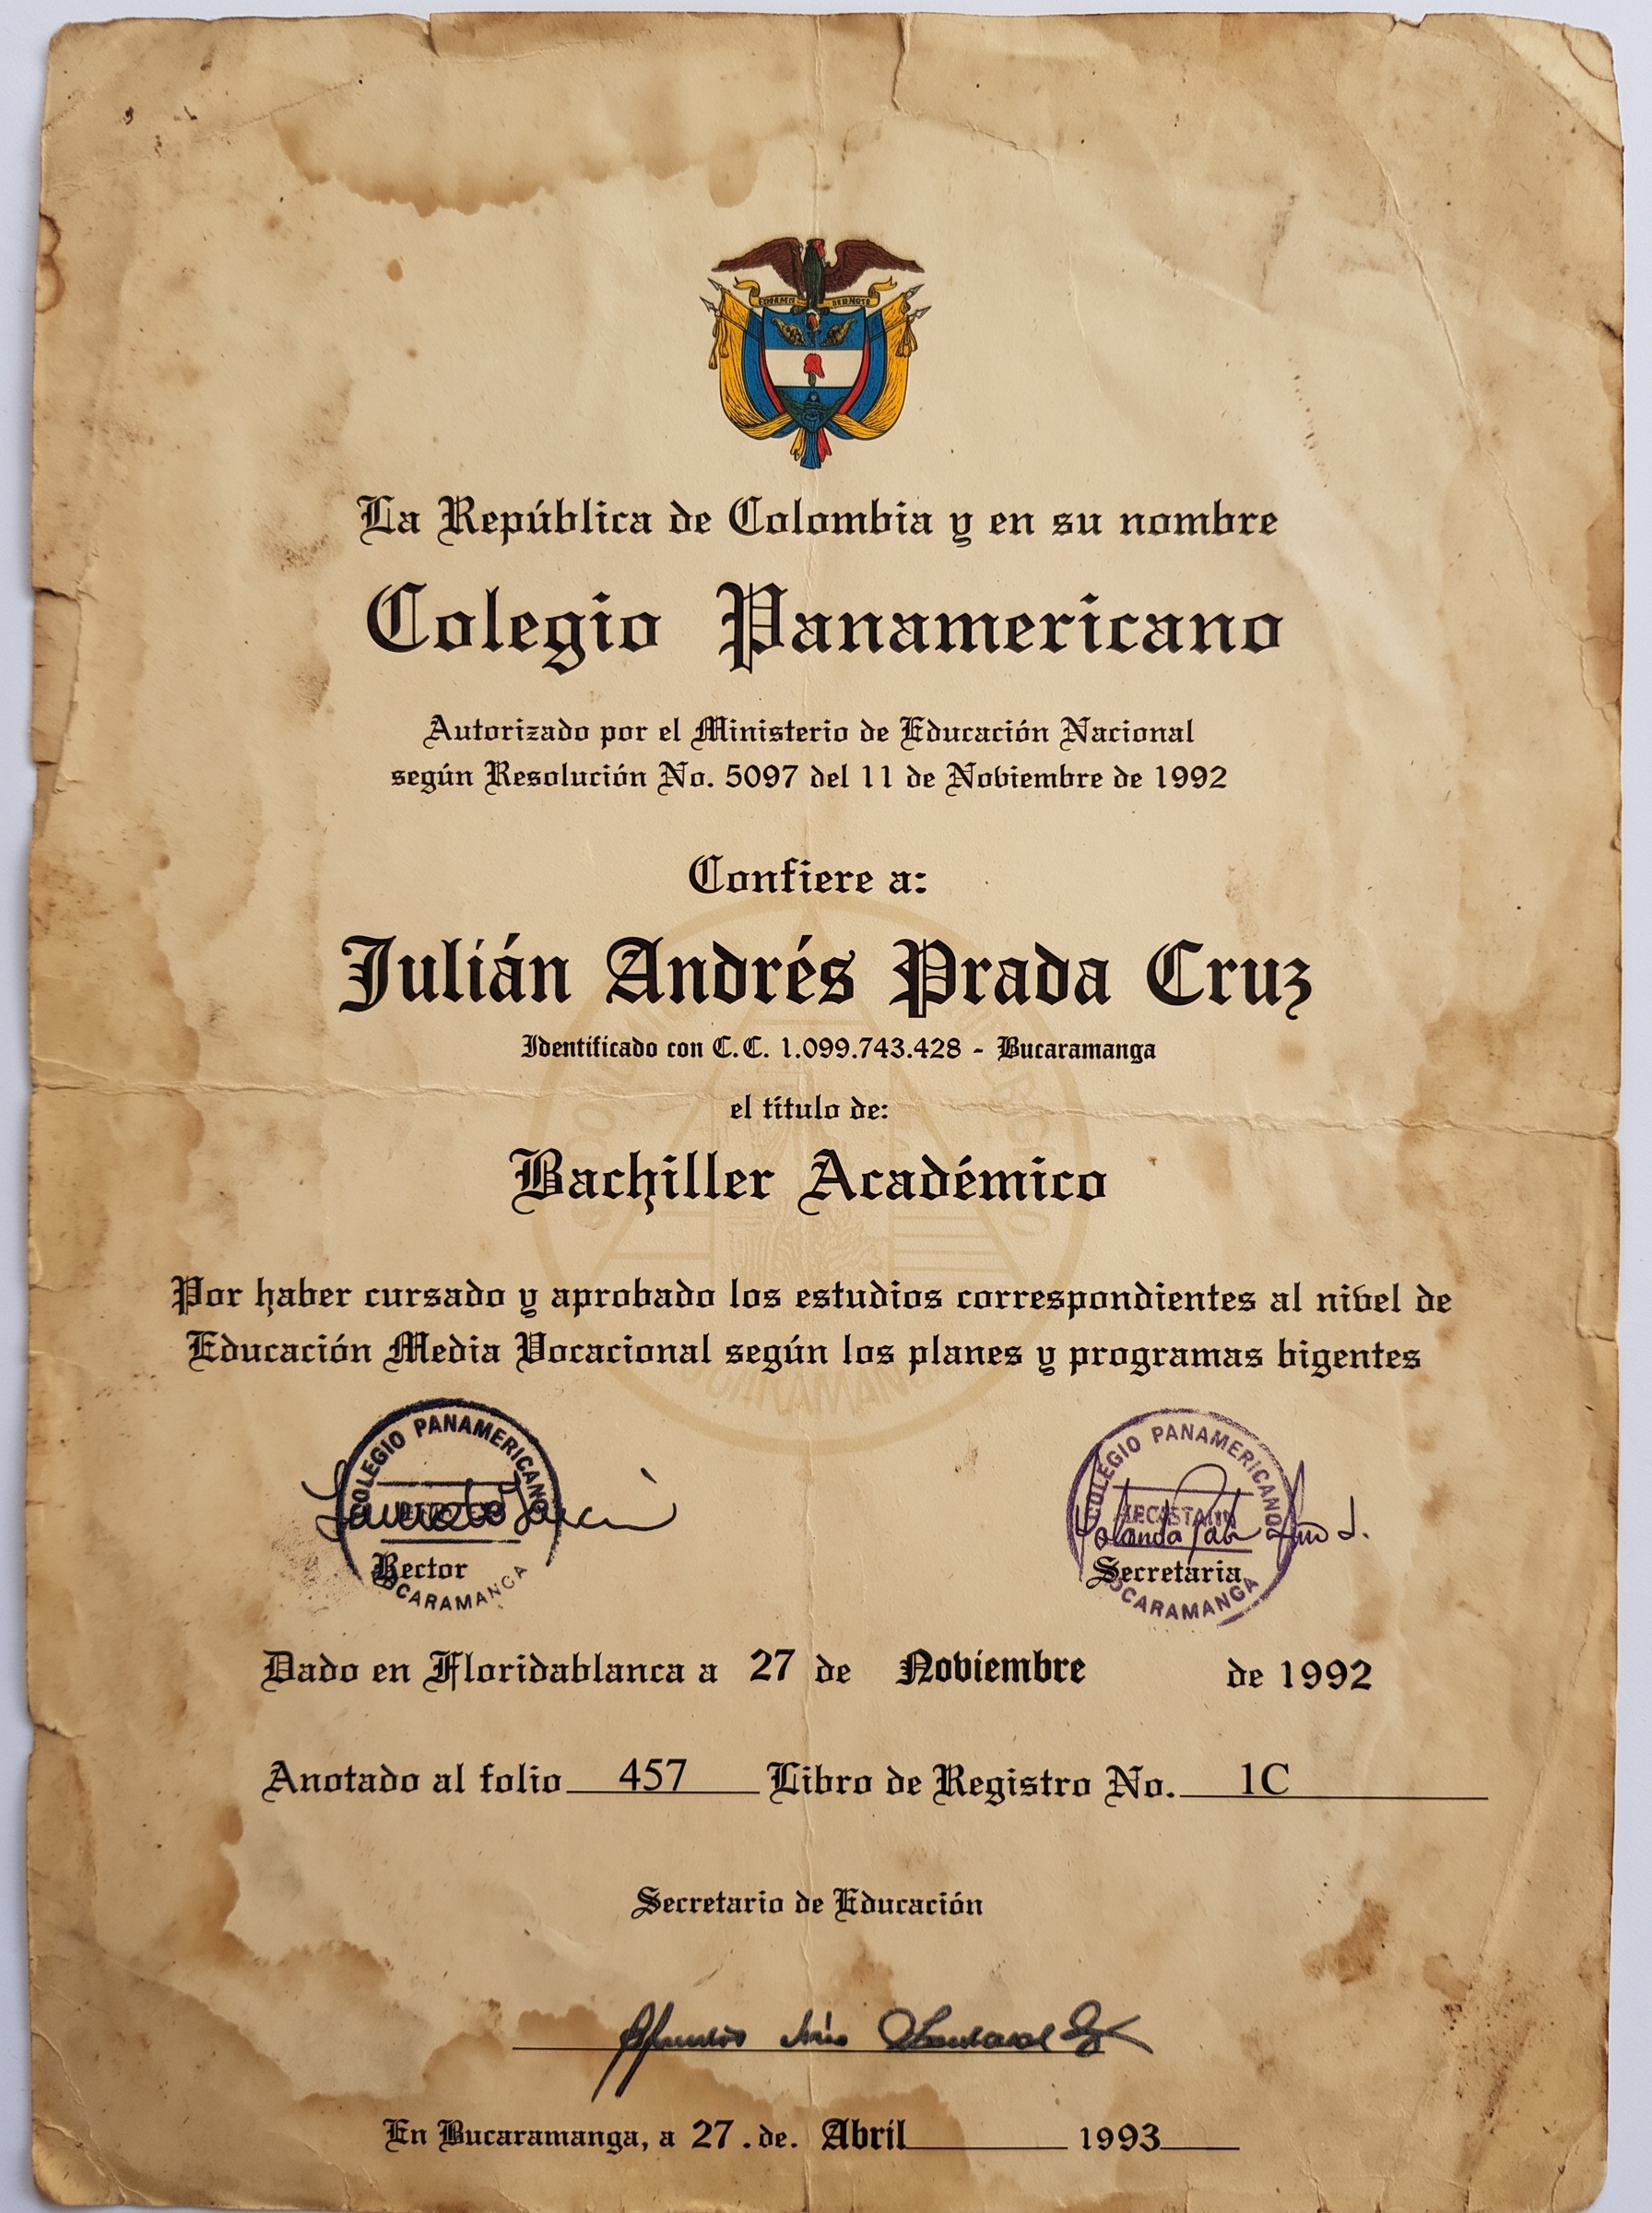 La República de Colombia y en su nombre
Colegio Panamericano
Autorizado por el Ministerio de Educación Nacional
según Resolución No. 5097 del 11 de Noviembre de 1992
Confiere a:
Julián Andrés Prada Cruz
Identificado con C.C. 1.099.743.428 - Bucaramanga
el título de:
Bachiller Académico
Por haber cursado y aprobado los estudios correspondientes al nivel de
Educación Media Vocacional según los planes y programas bigentes
COLEGIO PANAMERICANO
Rector
COLEGIO PANAMERICANO
Yolanda
Secretaria
Dado en Floridablanca a 27 de Noviembre de 1992
Anotado al folio 457 Libro de Registro No. 1C
Secretario de Educación
En Bucaramanga, a 27 . de. Abril 1993